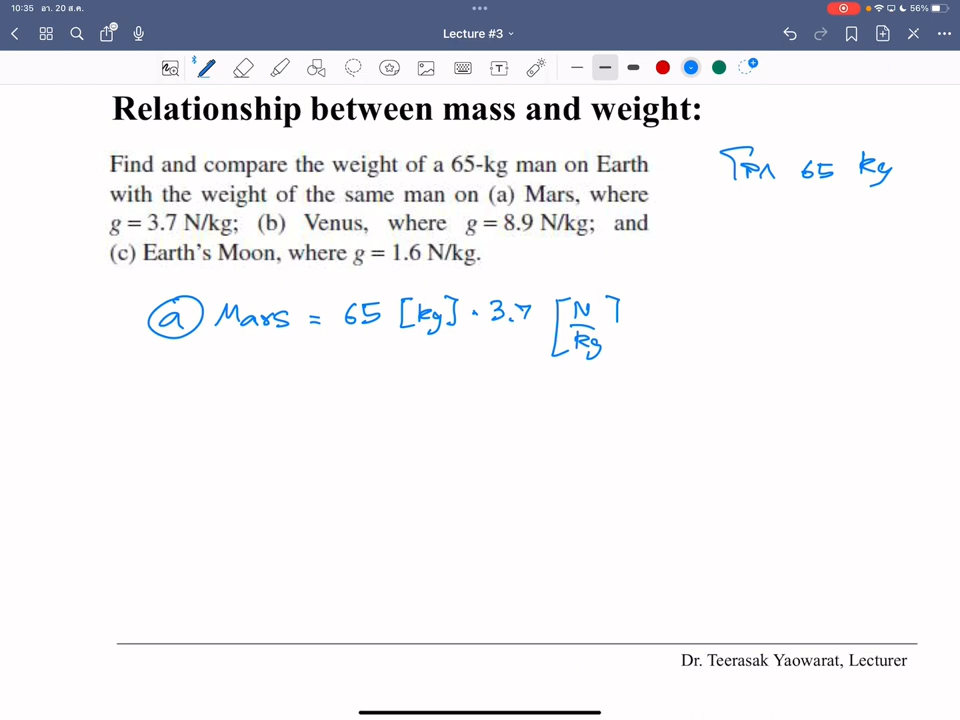 10:35 อา. 20 ส.ค.
56%
Lecture #3
Relationship between mass and weight:
Find and compare the weight of a 65-kg man on Earth
with the weight of the same man on (a) Mars, where
g = 3.7 N/kg; (b) Venus, where g = 8.9 N/kg; and
(c) Earth's Moon, where g = 1.6 N/kg.
65 kg
a Mars = 65 [kg] · 3.7 [N/kg]
Dr. Teerasak Yaowarat, Lecturer